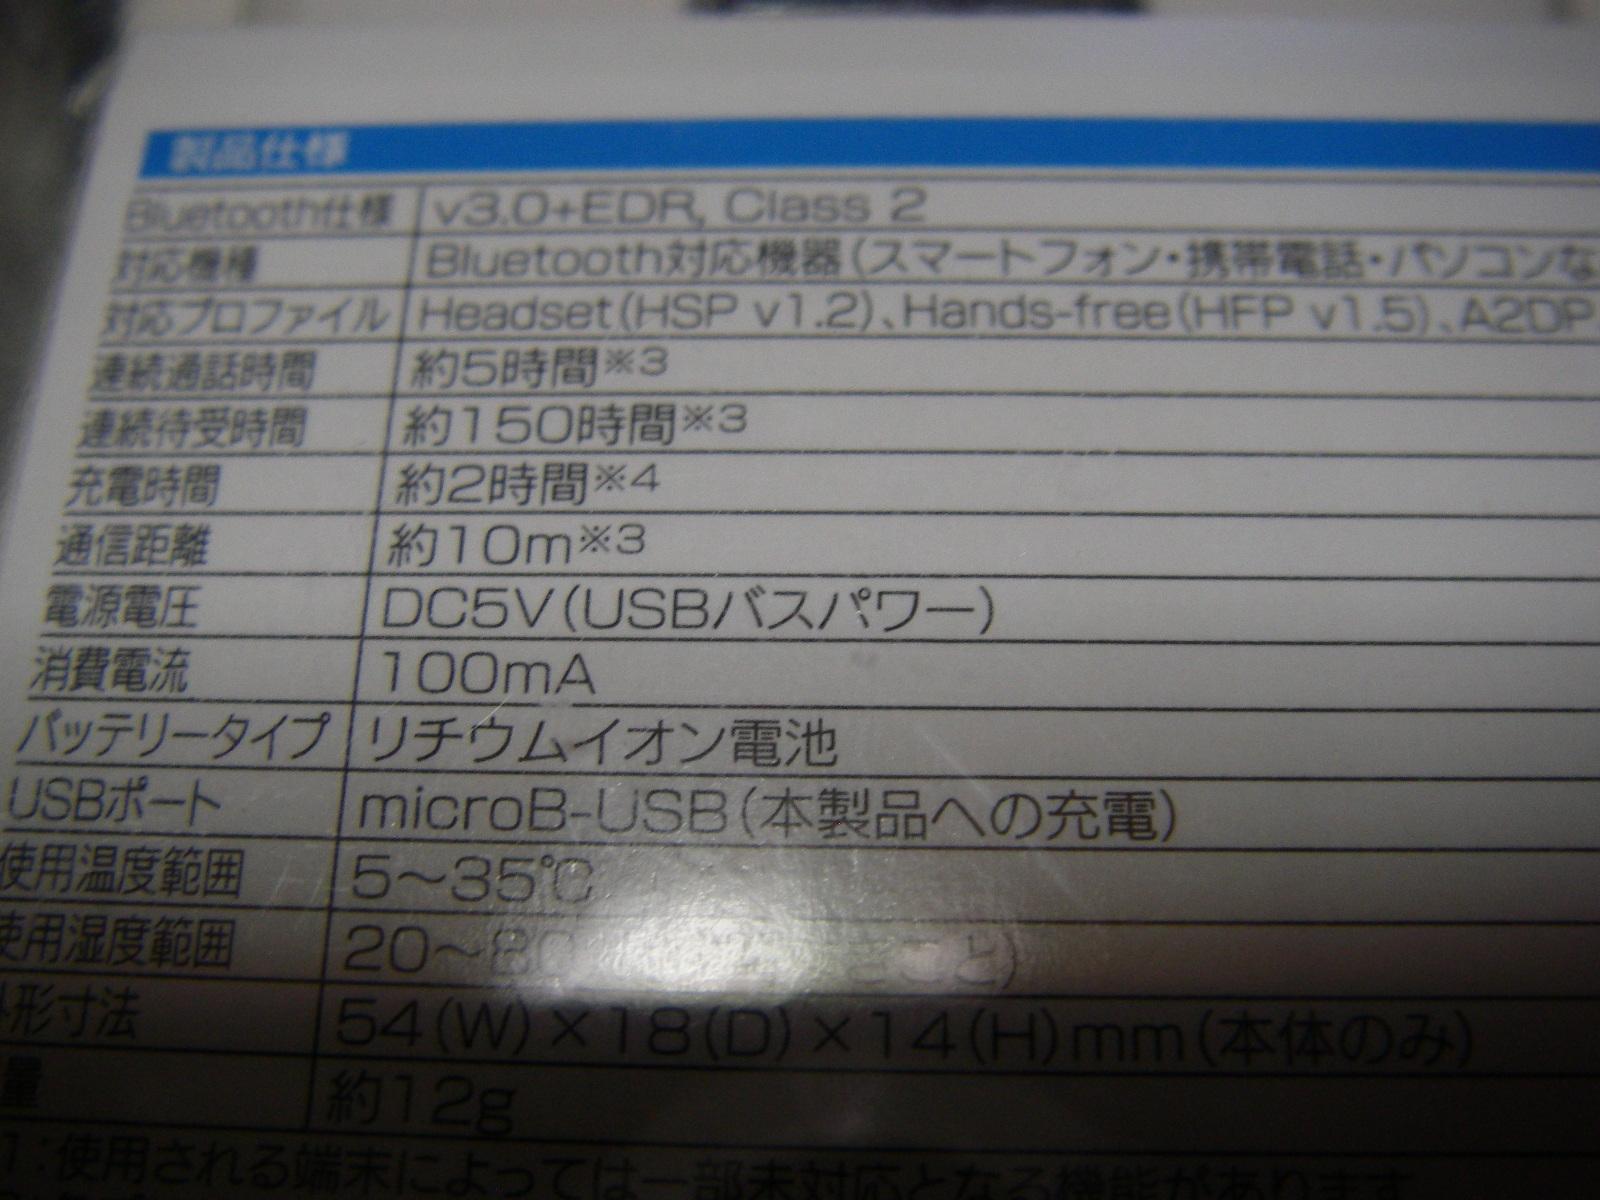 製品仕様
Bluetooth仕様 v3.0+EDR, Class 2
対応機種 Bluetooth対応機器(スマートフォン・携帯電話・パソコンな
対応プロファイル Headset(HSP v1.2)、Hands-free(HFP v1.5)、A2DP
連続通話時間 約5時間※3
連続待受時間 約150時間※3
充電時間 約2時間※4
通信距離 約10m※3
電源電圧 DC5V(USBバスパワー)
消費電流 100mA
バッテリータイプ リチウムイオン電池
USBポート microB-USB(本製品への充電)
使用温度範囲 5〜35℃
使用湿度範囲 20〜80 きこと)
外形寸法 54(W)×18(D)×14(H)mm(本体のみ)
量 約12g
1:使用される端末によっては一部未対応となる機能があります